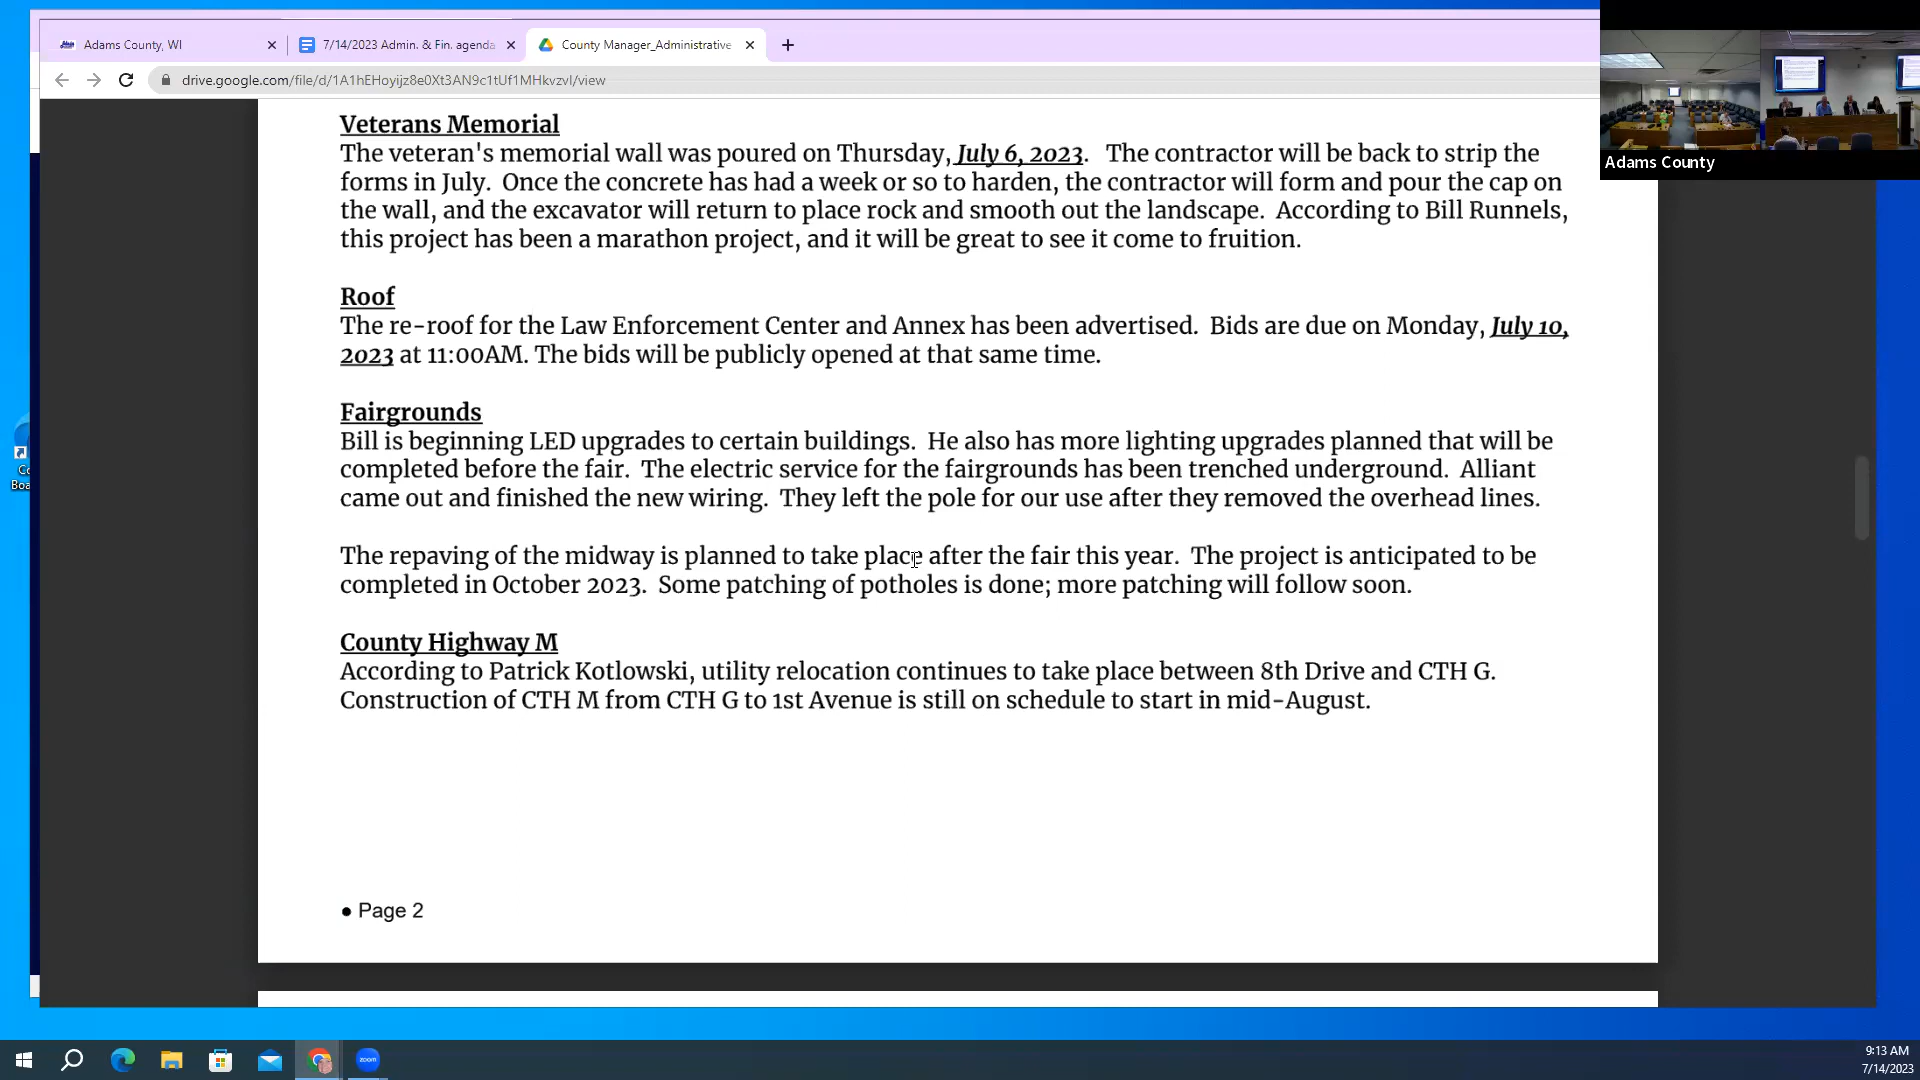 Adams County, WI
7/14/2023 Admin. & Fin. agenda
County Manager_Administrative
drive.google.com/file/d/1A1hEHoyijz8e0Xt3AN9c1tUf1MHkvzvI/view
Adams County
Veterans Memorial
The veteran's memorial wall was poured on Thursday, July 6, 2023. The contractor will be back to strip the
forms in July. Once the concrete has had a week or so to harden, the contractor will form and pour the cap on
the wall, and the excavator will return to place rock and smooth out the landscape. According to Bill Runnels,
this project has been a marathon project, and it will be great to see it come to fruition.
Roof
The re-roof for the Law Enforcement Center and Annex has been advertised. Bids are due on Monday, July 10,
2023 at 11:00AM. The bids will be publicly opened at that same time.
Fairgrounds
Bill is beginning LED upgrades to certain buildings. He also has more lighting upgrades planned that will be
completed before the fair. The electric service for the fairgrounds has been trenched underground. Alliant
came out and finished the new wiring. They left the pole for our use after they removed the overhead lines.
The repaving of the midway is planned to take place after the fair this year. The project is anticipated to be
completed in October 2023. Some patching of potholes is done; more patching will follow soon.
County Highway M
According to Patrick Kotlowski, utility relocation continues to take place between 8th Drive and CTH G.
Construction of CTH M from CTH G to 1st Avenue is still on schedule to start in mid-August.
● Page 2
zoom
9:13 AM
7/14/2023